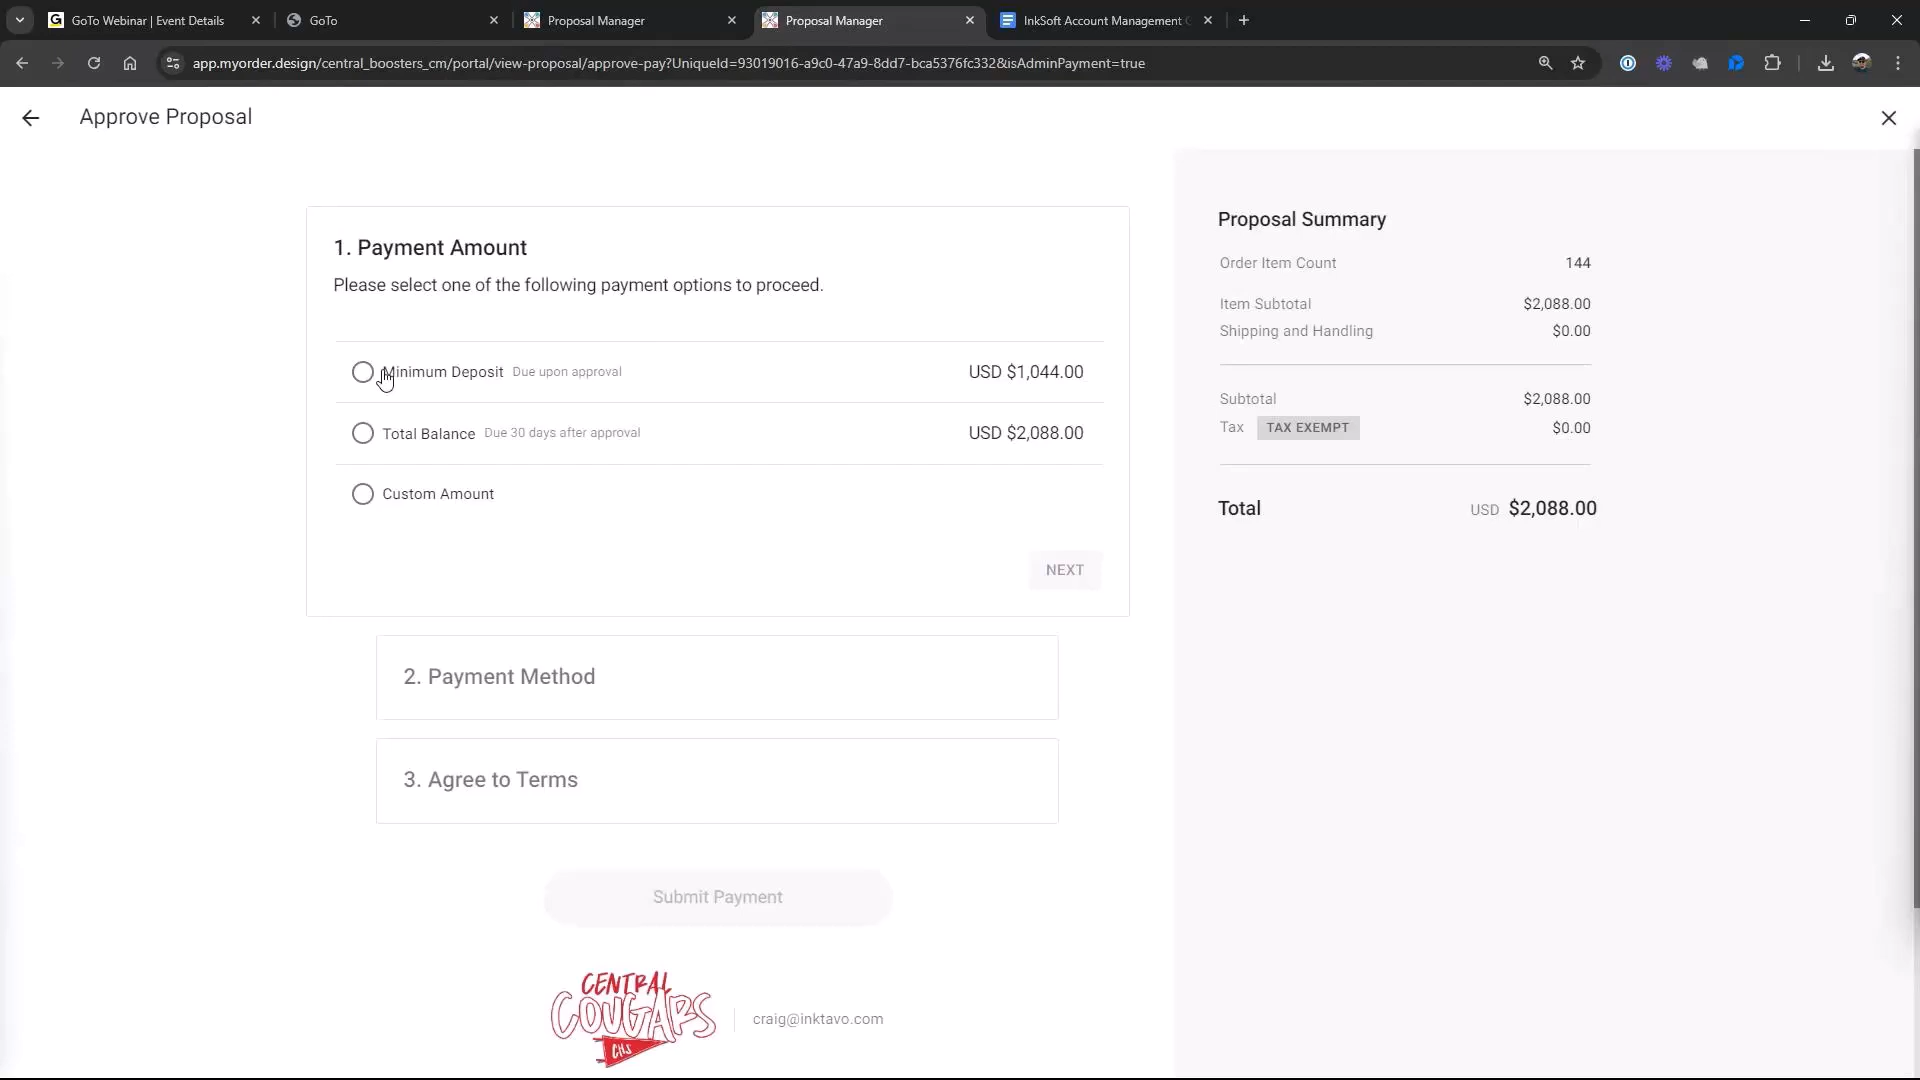 GoTo Webinar | Event Details
GoTo
Proposal Manager
Proposal Manager
InkSoft Account Management
app.myorder.design/central_boosters_cm/portal/view-proposal/approve-pay?UniqueId=93019016-a9c0-47a9-8dd7-bca5376fc332&isAdminPayment=true
Approve Proposal
1. Payment Amount
Please select one of the following payment options to proceed.
Minimum Deposit Due upon approval USD $1,044.00
Total Balance Due 30 days after approval USD $2,088.00
Custom Amount
NEXT
2. Payment Method
3. Agree to Terms
Submit Payment
CENTRAL
COUGARS
CHS
craig@inktavo.com
Proposal Summary
Order Item Count 144
Item Subtotal $2,088.00
Shipping and Handling $0.00
Subtotal $2,088.00
Tax TAX EXEMPT $0.00
Total USD $2,088.00